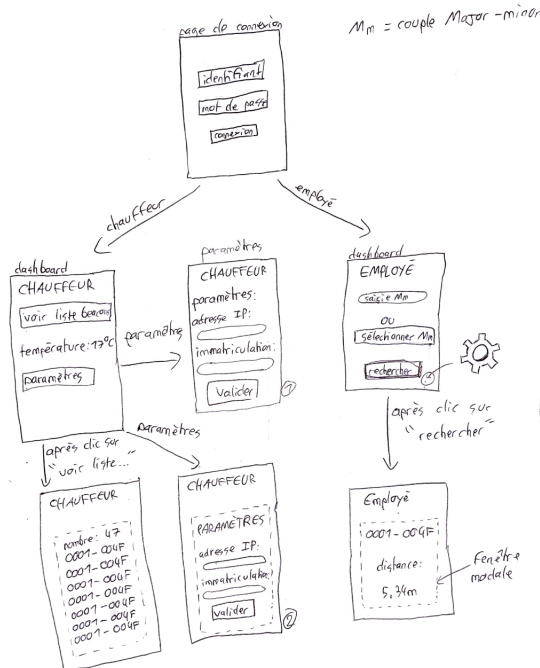 page de connexion
Mm = couple Major-minor
identifiant
mot de passe
connexion
chauffeur
employé
dashboard
CHAUFFEUR
voir liste beacons
température: 17°C
paramètres
paramètre
paramètres
CHAUFFEUR
paramètres:
adresse IP:
immatriculation:
valider
1
dashboard
EMPLOYÉ
saisie Mm
OU
sélectionner Mm
rechercher
après clic sur
"voir liste..."
paramètres
après clic sur
"rechercher"
CHAUFFEUR
nombre: 47
0001-004F
0001-004F
0001-004F
0001-004F
0001-004F
0001-004F
0001-004F
CHAUFFEUR
PARAMÈTRES
adresse IP:
immatriculation:
valider
2
Employé
0001-004F
distance:
5,34m
Fenêtre
modale